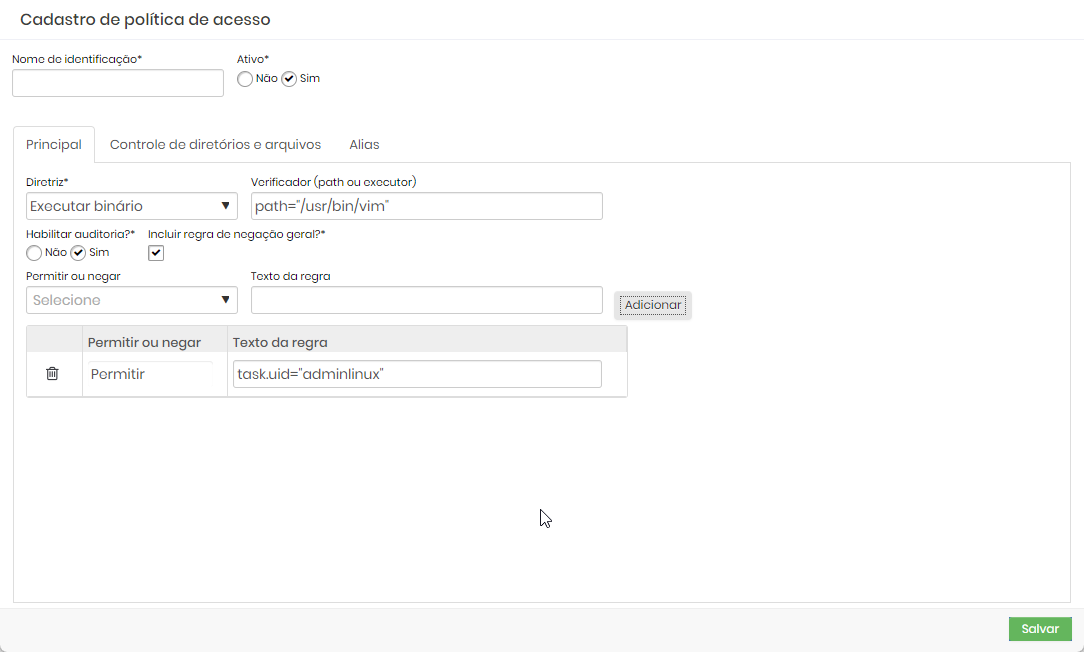 Cadastro de política de acesso
Nome de identificação* Ativo*
Não Sim
Principal Controle de diretórios e arquivos Alias
Diretriz* Verificador (path ou executor)
Executar binário path="/usr/bin/vim"
Habilitar auditoria?* Incluir regra de negação geral?*
Não Sim
Permitir ou negar Texto da regra
Selecione
Adicionar
Permitir ou negar Texto da regra
Permitir task.uid="adminlinux"
Salvar